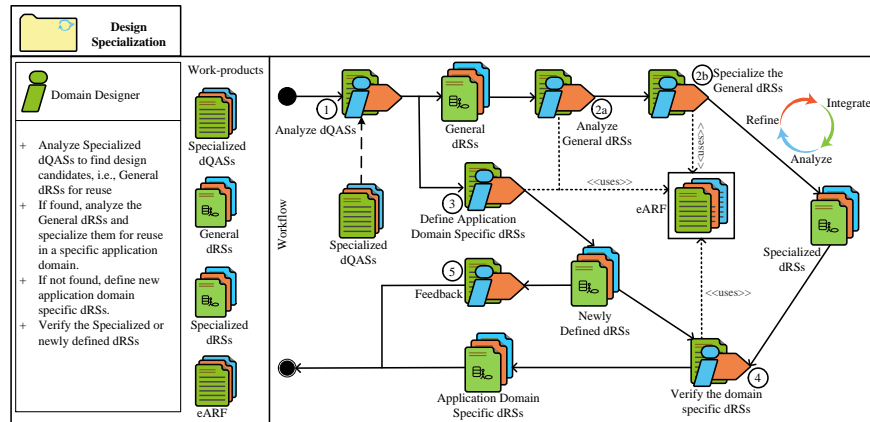 Design
Specialization
Domain Designer
+ Analyze Specialized
dQASs to find design
candidates, i.e., General
dRSs for reuse
+ If found, analyze the
General dRSs and
specialize them for reuse
in a specific application
domain.
+ If not found, define new
application domain
specific dRSs.
+ Verify the Specialized or
newly defined dRSs
Work-products
Specialized
dQASs
General
dRSs
Specialized
dRSs
eARF
Workflow
1
Analyze dQASs
Specialized
dQASs
General
dRSs
2a
Analyze
General dRSs
2b
Specialize the
General dRSs
Integrate
Refine
Analyze
<<uses>>
<<uses>>
eARF
3
Define Application
Domain Specific dRSs
Specialized
dRSs
5
Feedback
Newly
Defined dRSs
<<uses>>
4
Verify the domain
specific dRSs
Application Domain
Specific dRSs